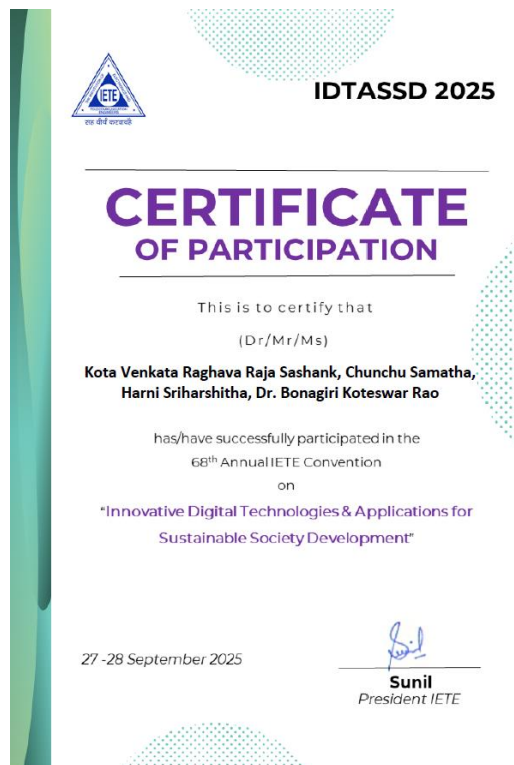 IETE
IDTASSD 2025
CERTIFICATE
OF PARTICIPATION
This is to certify that
(Dr/Mr/Ms)
Kota Venkata Raghava Raja Sashank, Chunchu Samatha,
Harni Sriharshitha, Dr. Bonagiri Koteswar Rao
has/have successfully participated in the
68th Annual IETE Convention
on
“Innovative Digital Technologies & Applications for
Sustainable Society Development”
27 -28 September 2025
Sunil
President IETE